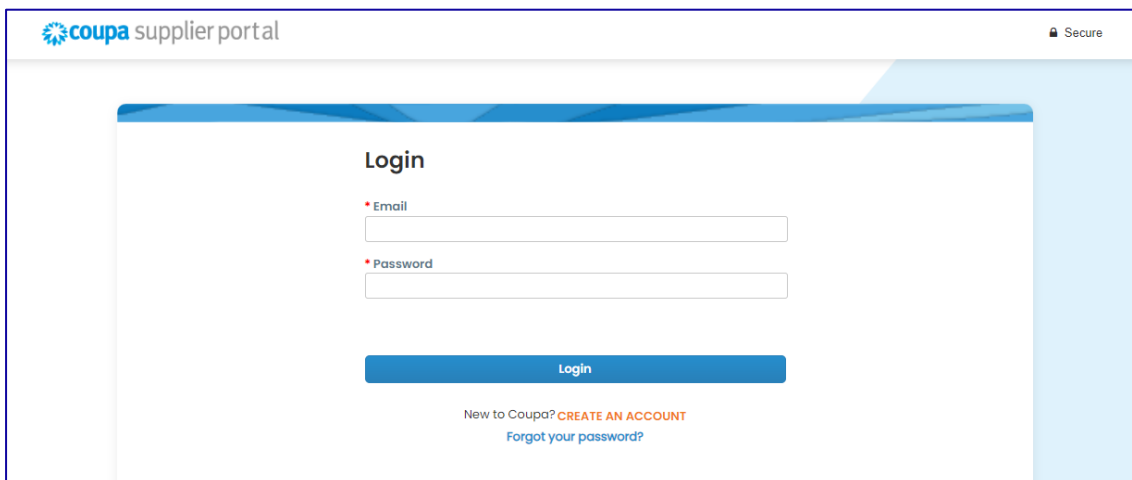 coupa supplier portal
Secure
Login
* Email
* Password
Login
New to Coupa? CREATE AN ACCOUNT
Forgot your password?